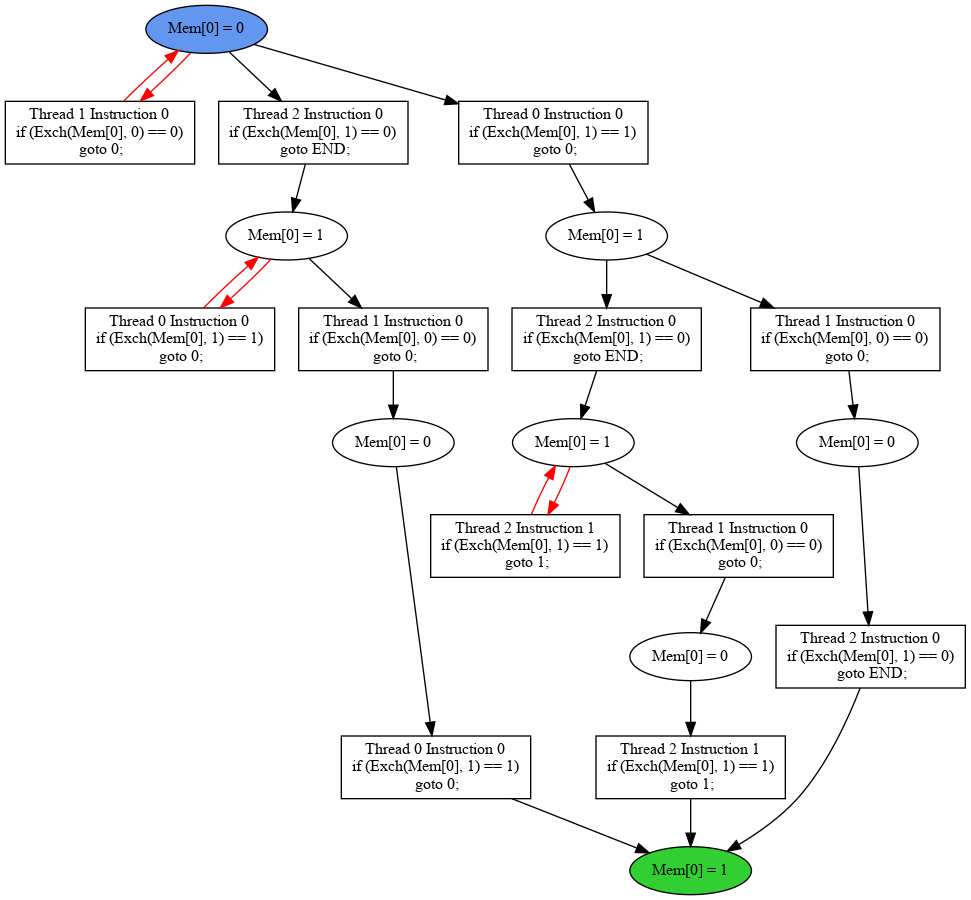 Mem[0] = 0
Thread 1 Instruction 0
if (Exch(Mem[0], 0) == 0)
goto 0;
Thread 2 Instruction 0
if (Exch(Mem[0], 1) == 0)
goto END;
Thread 0 Instruction 0
if (Exch(Mem[0], 1) == 1)
goto 0;
Mem[0] = 1
Mem[0] = 1
Thread 0 Instruction 0
if (Exch(Mem[0], 1) == 1)
goto 0;
Thread 1 Instruction 0
if (Exch(Mem[0], 0) == 0)
goto 0;
Thread 2 Instruction 0
if (Exch(Mem[0], 1) == 0)
goto END;
Thread 1 Instruction 0
if (Exch(Mem[0], 0) == 0)
goto 0;
Mem[0] = 0
Mem[0] = 1
Mem[0] = 0
Thread 2 Instruction 1
if (Exch(Mem[0], 1) == 1)
goto 1;
Thread 1 Instruction 0
if (Exch(Mem[0], 0) == 0)
goto 0;
Mem[0] = 0
Thread 2 Instruction 0
if (Exch(Mem[0], 1) == 0)
goto END;
Thread 0 Instruction 0
if (Exch(Mem[0], 1) == 1)
goto 0;
Thread 2 Instruction 1
if (Exch(Mem[0], 1) == 1)
goto 1;
Mem[0] = 1